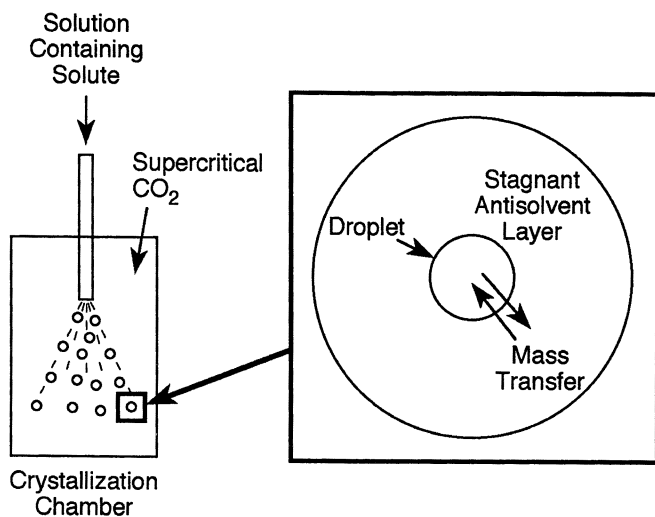 Solution
Containing
Solute
Supercritical
CO2
Crystallization
Chamber
Droplet
Stagnant
Antisolvent
Layer
Mass
Transfer